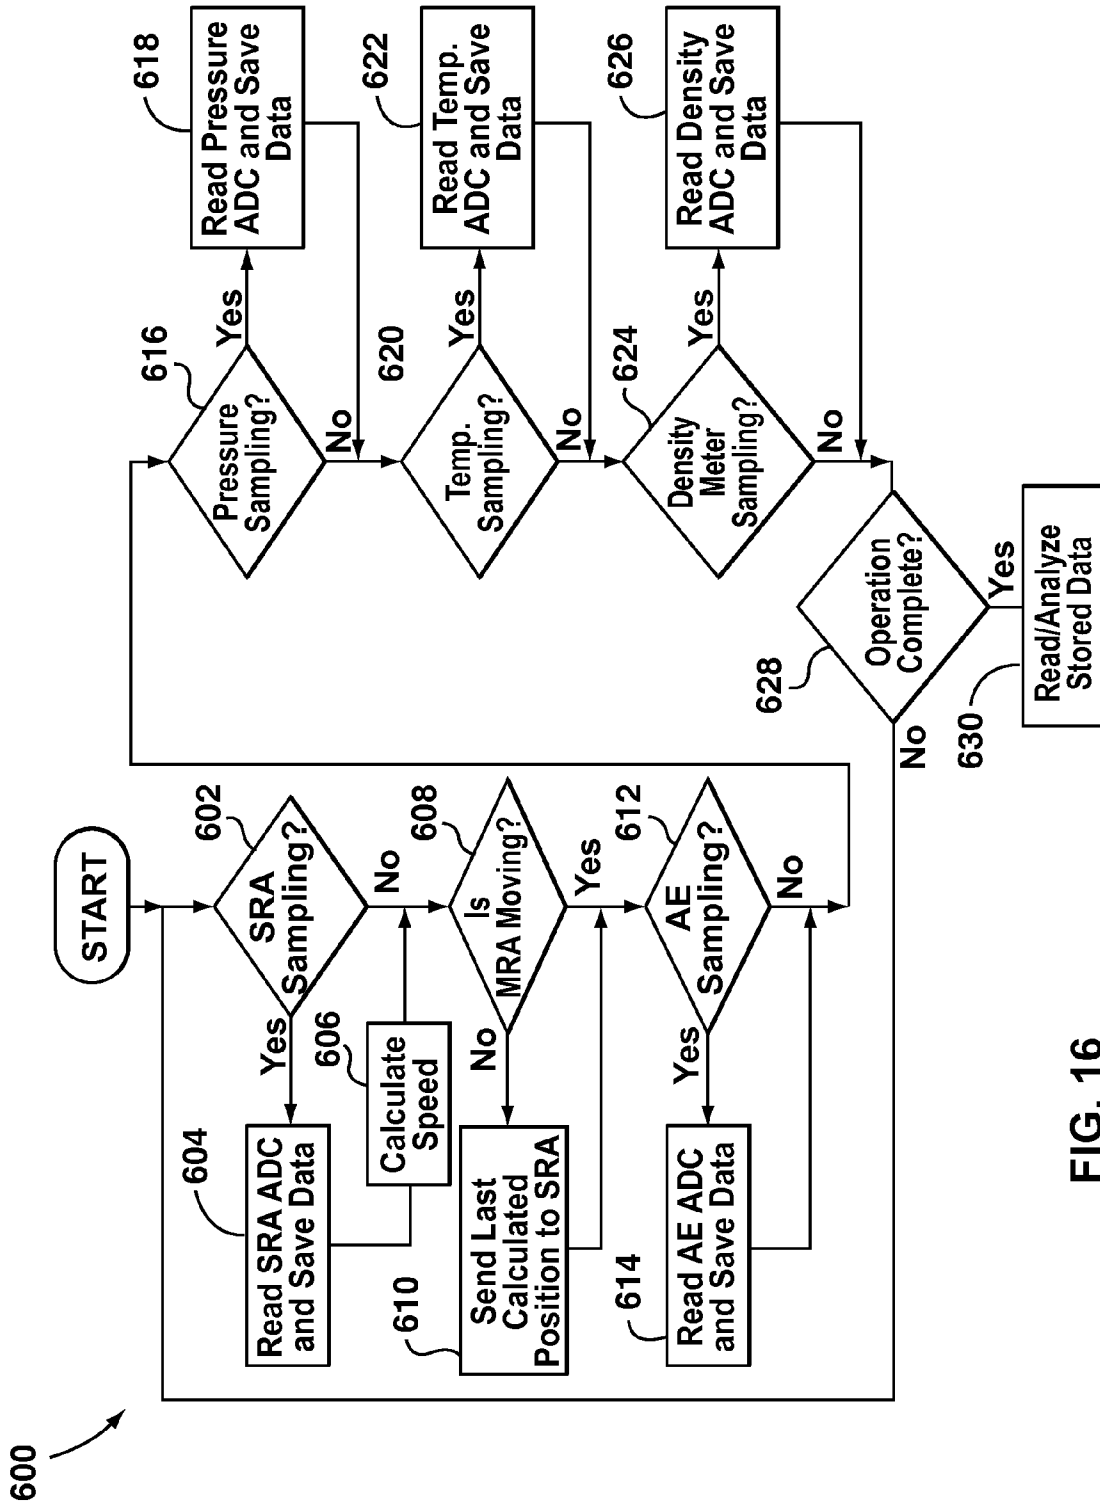 600
START
602
SRA
Sampling?
Yes
No
604
Read SRA ADC
and Save Data
606
Calculate
Speed
608
Is
MRA Moving?
No
Yes
610
Send Last
Calculated
Position to SRA
612
AE
Sampling?
Yes
No
614
Read AE ADC
and Save Data
616
Pressure
Sampling?
Yes
No
618
Read Pressure
ADC and Save
Data
620
Temp.
Sampling?
Yes
No
622
Read Temp.
ADC and Save
Data
624
Density
Meter
Sampling?
Yes
No
626
Read Density
ADC and Save
Data
628
Operation
Complete?
No
Yes
630
Read/Analyze
Stored Data
FIG. 16